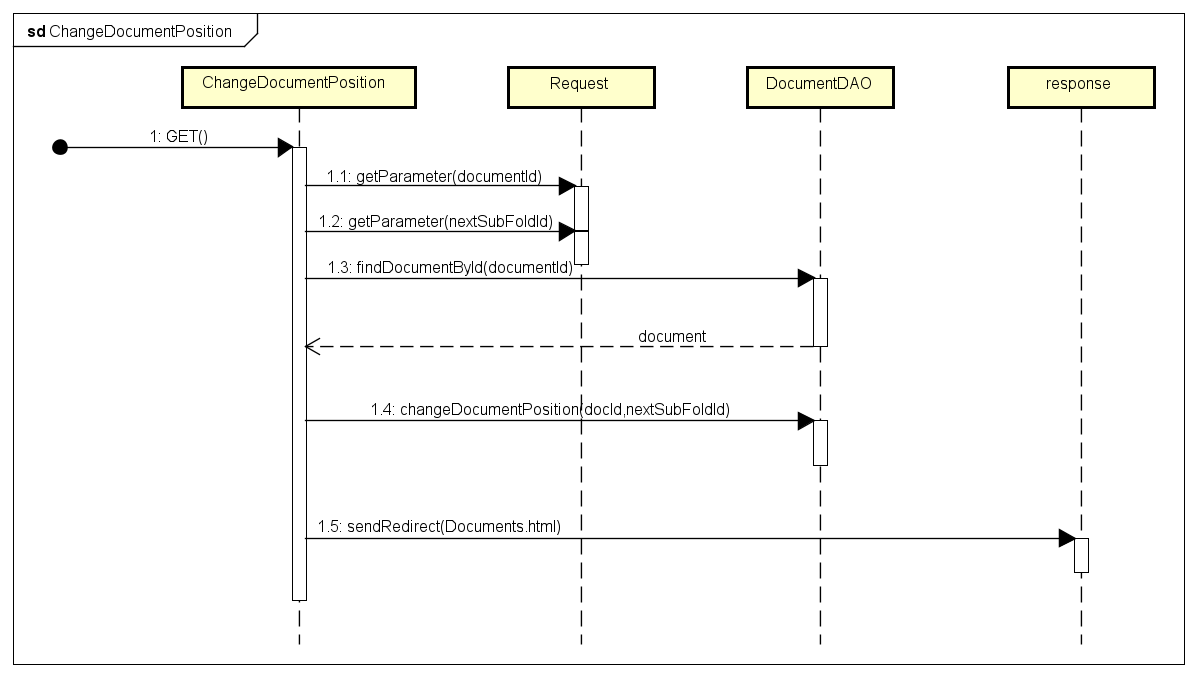 sd ChangeDocumentPosition
ChangeDocumentPosition
Request
DocumentDAO
response
1: GET()
1.1: getParameter(documentId)
1.2: getParameter(nextSubFoldId)
1.3: findDocumentById(documentId)
document
1.4: changeDocumentPosition(docId,nextSubFoldId)
1.5: sendRedirect(Documents.html)